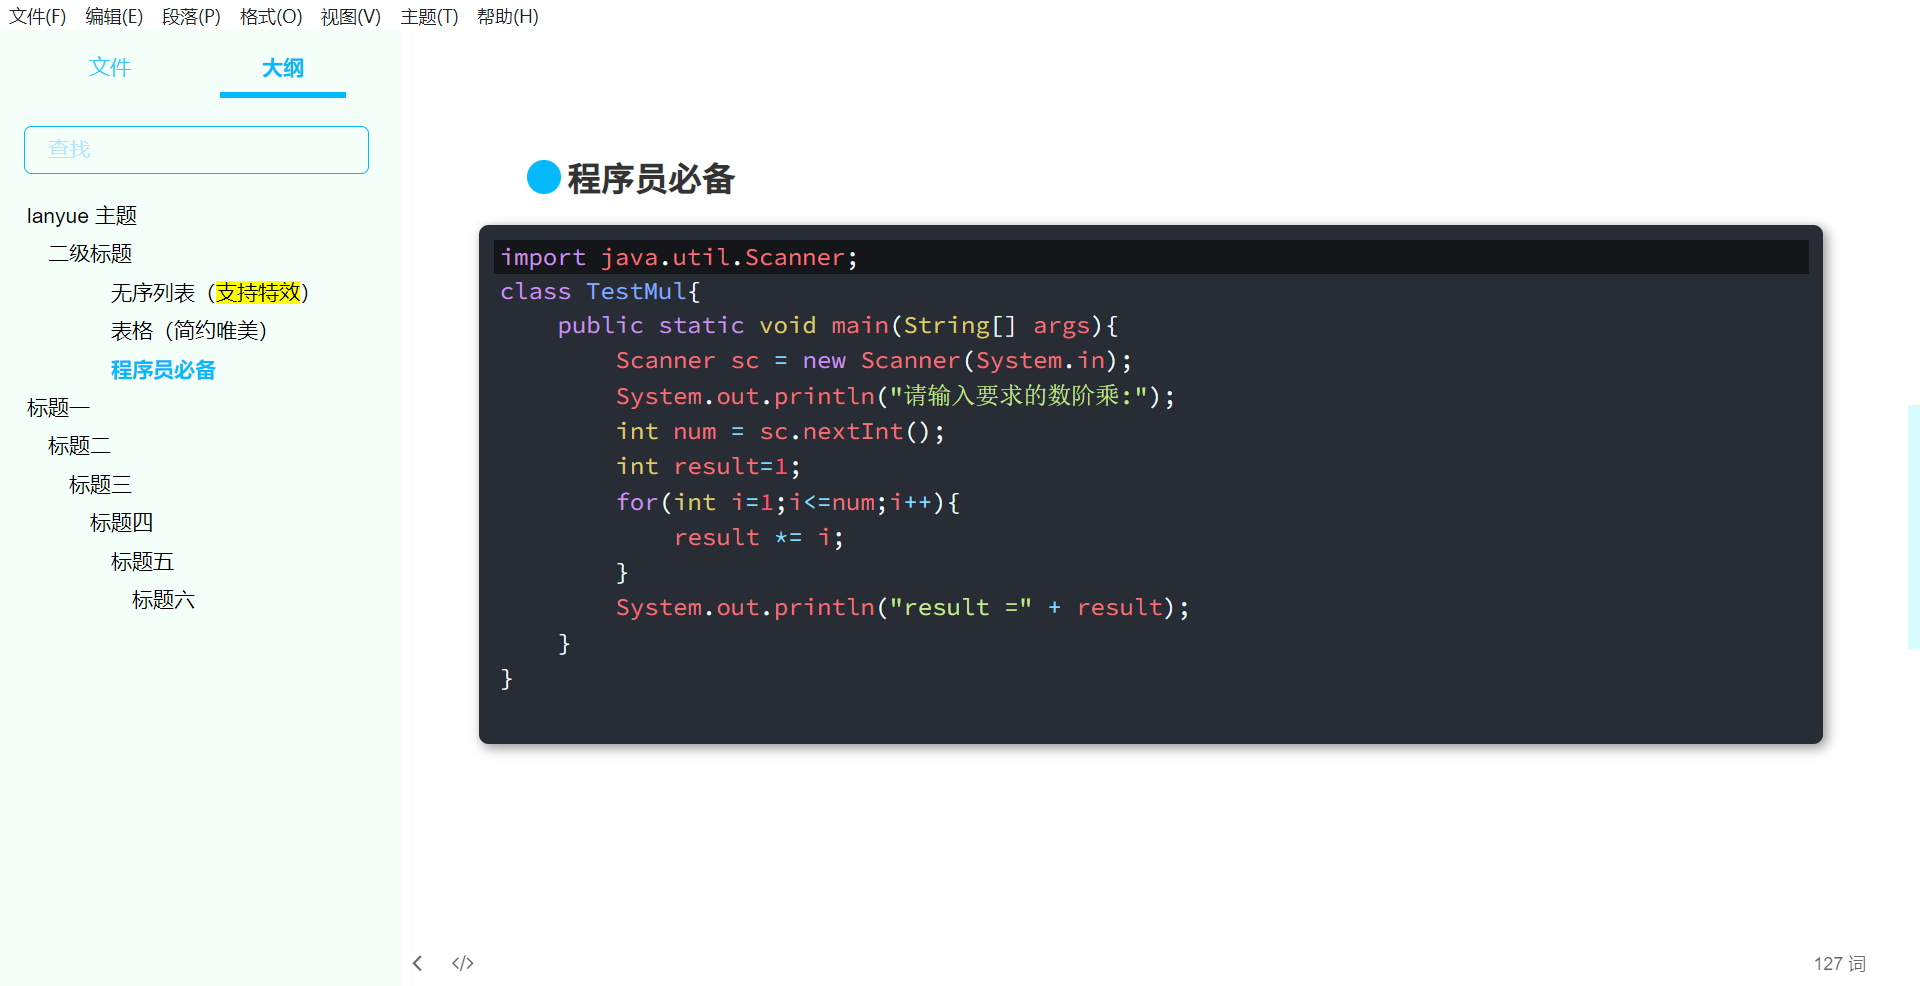 文件(F) 编辑(E) 段落(P) 格式(O) 视图(V) 主题(T) 帮助(H)
文件 大纲
查找
lanyue 主题
二级标题
无序列表（支持特效）
表格（简约唯美）
程序员必备
标题一
标题二
标题三
标题四
标题五
标题六
程序员必备
import java.util.Scanner;
class TestMul{
    public static void main(String[] args){
        Scanner sc = new Scanner(System.in);
        System.out.println("请输入要求的数阶乘:");
        int num = sc.nextInt();
        int result=1;
        for(int i=1;i<=num;i++){
            result *= i;
        }
        System.out.println("result =" + result);
    }
}
</> 127 词